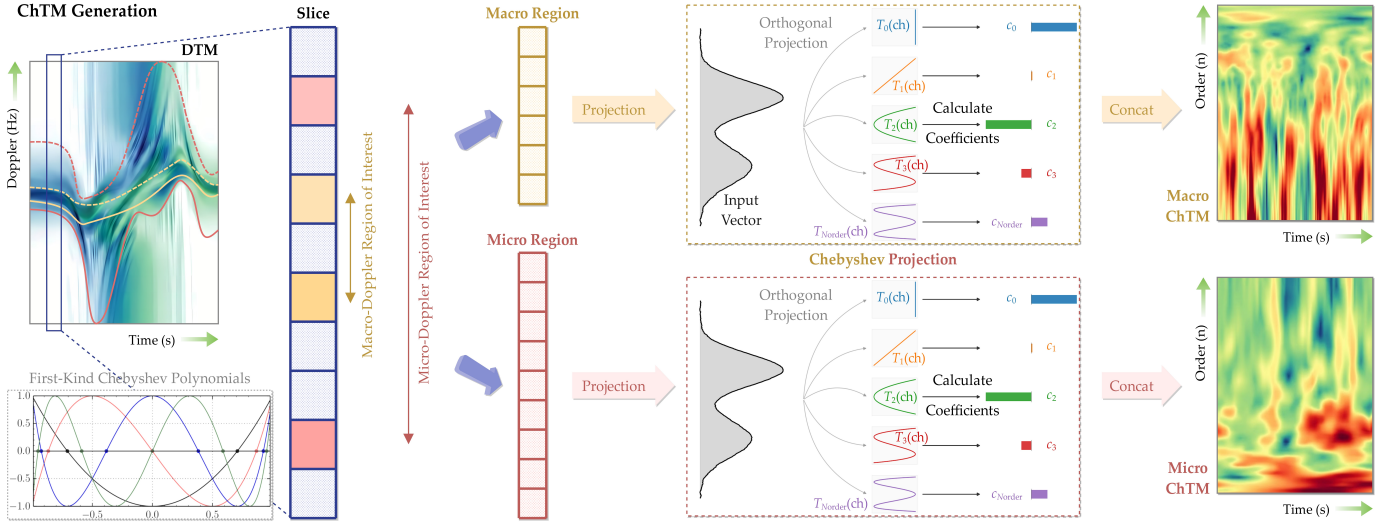 ChTM Generation
DTM
Doppler (Hz)
Time (s)
First-Kind Chebyshev Polynomials
1.0
0.5
0.0
−0.5
−1.0
−0.5
0.0
0.5
Slice
Macro-Doppler Region of Interest
Micro-Doppler Region of Interest
Macro Region
Micro Region
Projection
Projection
Orthogonal
Projection
Input
Vector
T0(ch)
T1(ch)
T2(ch)
T3(ch)
TNorder(ch)
Calculate
Coefficients
c0
c1
c2
c3
cNorder
Chebyshev Projection
Orthogonal
Projection
Input
Vector
T0(ch)
T1(ch)
T2(ch)
T3(ch)
TNorder(ch)
Calculate
Coefficients
c0
c1
c2
c3
cNorder
Concat
Concat
Order (n)
Macro
ChTM
Time (s)
Order (n)
Micro
ChTM
Time (s)